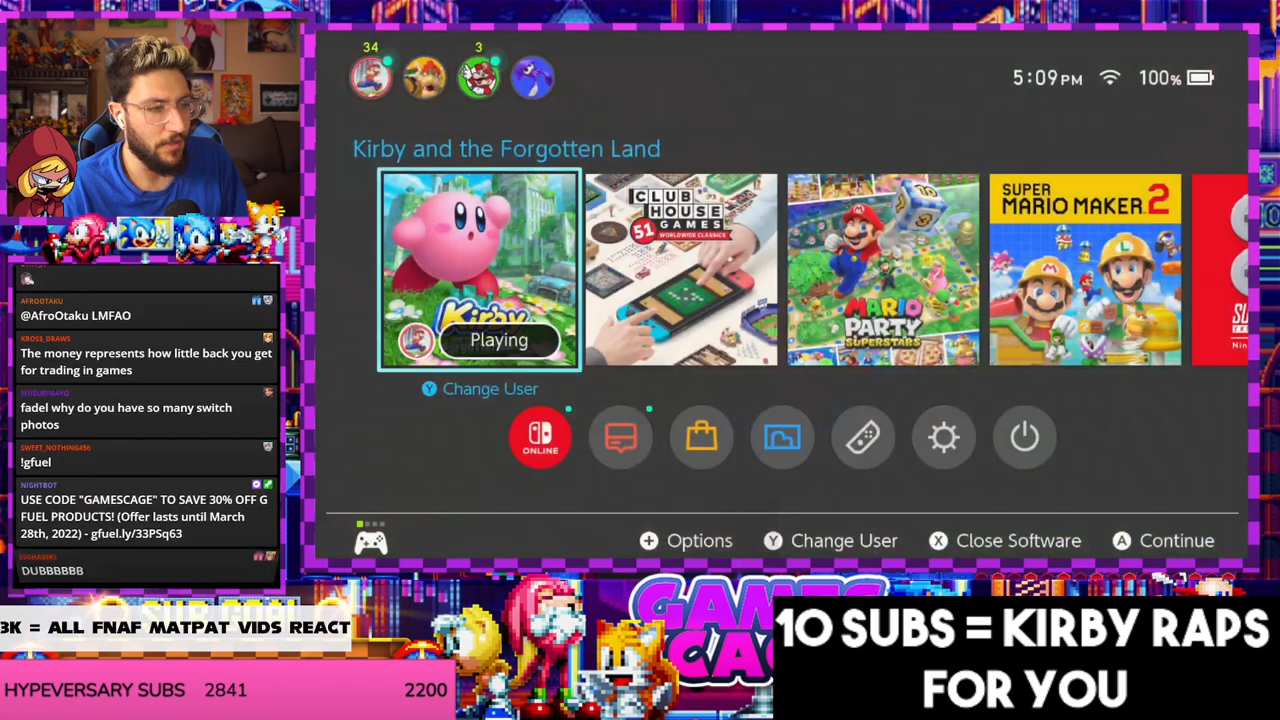 34
3
5:09 PM
100%
Kirby and the Forgotten Land
Kirby
Playing
CLUB
HOUSE
GAMES
51
WORLDWIDE CLASSICS
MARIO
PARTY
SUPERSTARS
SUPER
MARIO MAKER 2
Y Change User
ONLINE
+ Options
Y Change User
X Close Software
A Continue
AFROOTAKU
@AfroOtaku LMFAO
KROSS_DRAWS
The money represents how little back you get
for trading in games
fadel why do you have so many switch
photos
SWEET_NOTHING456
!gfuel
NIGHTBOT
USE CODE "GAMESCAGE" TO SAVE 30% OFF G
FUEL PRODUCTS! (Offer lasts until March
28th, 2022) - gfuel.ly/33PSq63
DUBBBBBB
3K = ALL FNAF MATPAT VIDS REACT
HYPEVERSARY SUBS 2841
2200
10 SUBS = KIRBY RAPS
FOR YOU